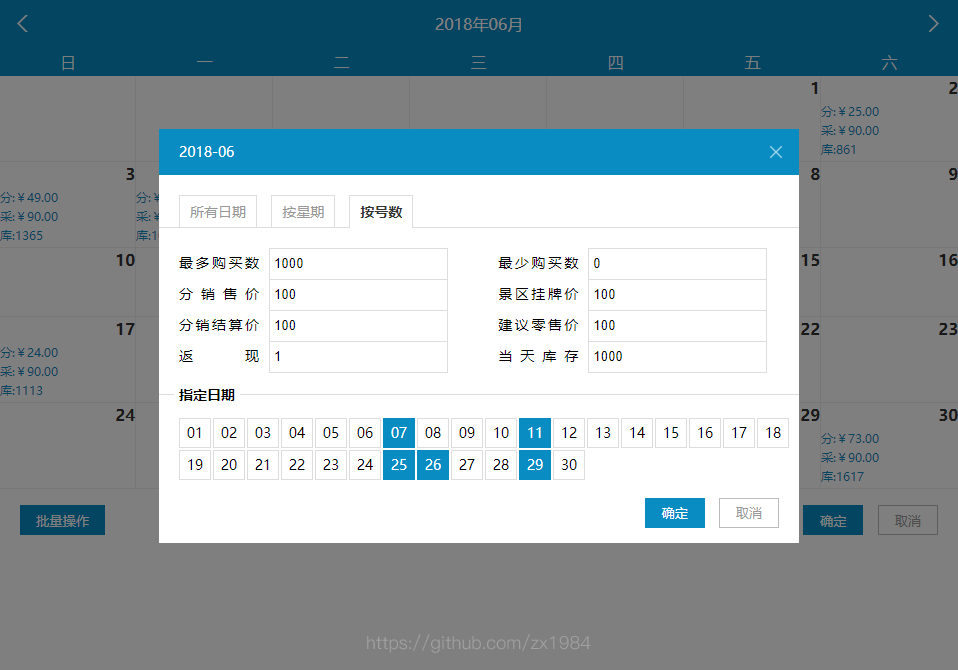 2018年06月
日 一 二 三 四 五 六
1 2
分:￥25.00
采:￥90.00
库:861
2018-06
3 8 9
所有日期 按星期 按号数
分:￥49.00 分:￥
采:￥90.00 采:￥
库:1365
10 15 16
最多购买数 1000 最少购买数 0
分销售价 100 景区挂牌价 100
分销结算价 100 建议零售价 100
返现 1 当天库存 1000
17 22 23
分:￥24.00
采:￥90.00
库:1113
指定日期
24 29 30
01 02 03 04 05 06 07 08 09 10 11 12 13 14 15 16 17 18
19 20 21 22 23 24 25 26 27 28 29 30
分:￥73.00
采:￥90.00
库:1617
确定 取消
批量操作 确定 取消
https://github.com/zx1984